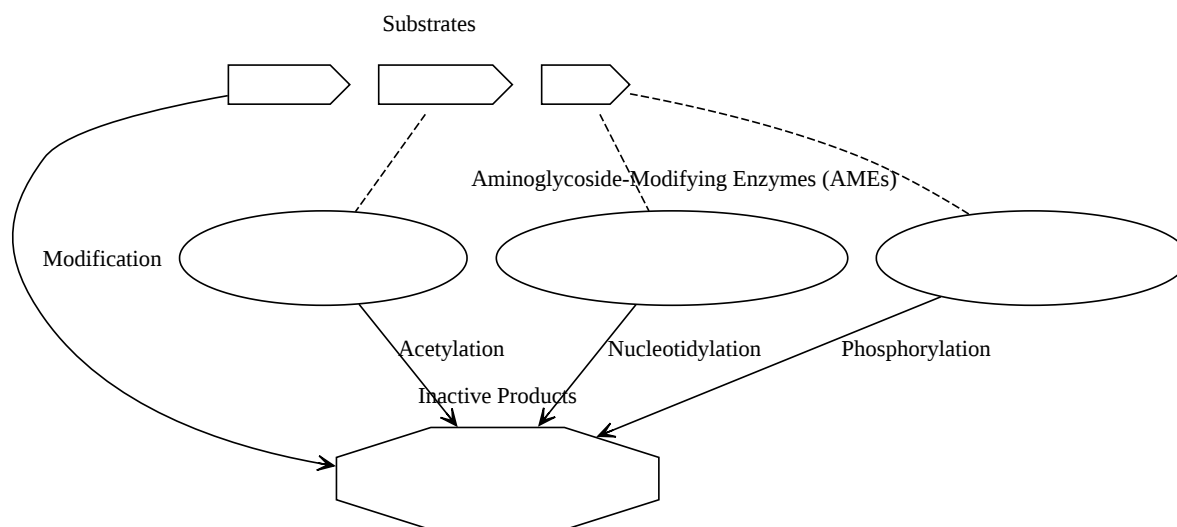 Substrates
Aminoglycoside-Modifying Enzymes (AMEs)
Modification
Acetylation
Nucleotidylation
Phosphorylation
Inactive Products